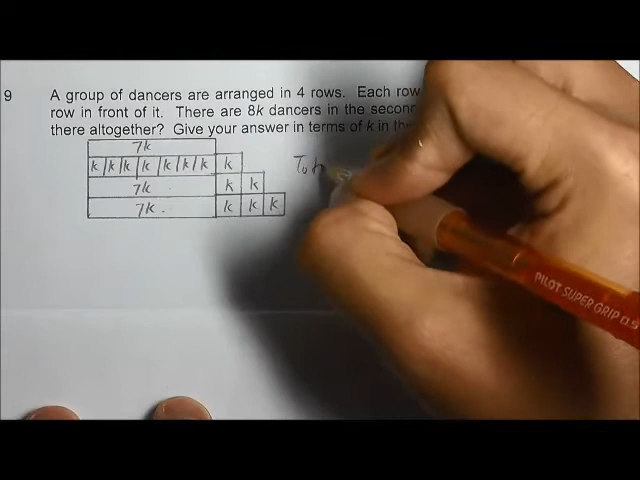 9 A group of dancers are arranged in 4 rows. Each row
row in front of it. There are 8k dancers in the second
there altogether? Give your answer in terms of k in the
7k
k k k k k k k k
7k k k
7k k k k
PILOT SUPER GRIP 0.5